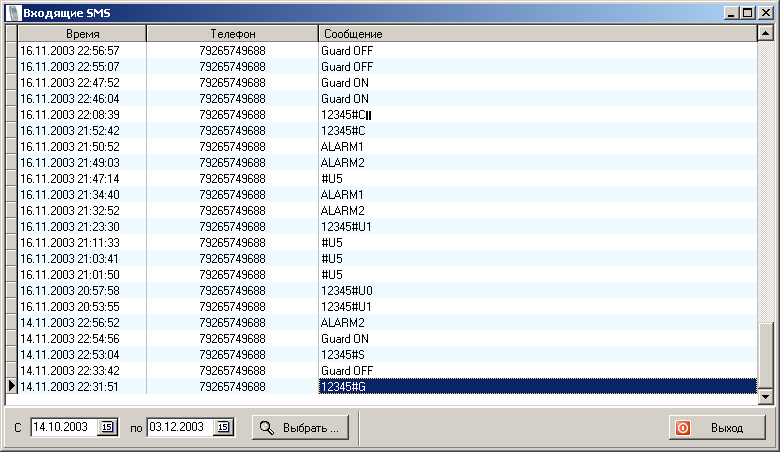 Входящие SMS
Время Телефон Сообщение
16.11.2003 22:56:57 79265749688 Guard OFF
16.11.2003 22:55:07 79265749688 Guard OFF
16.11.2003 22:47:52 79265749688 Guard ON
16.11.2003 22:46:04 79265749688 Guard ON
16.11.2003 22:08:39 79265749688 12345#C
16.11.2003 21:52:42 79265749688 12345#C
16.11.2003 21:50:52 79265749688 ALARM1
16.11.2003 21:49:03 79265749688 ALARM2
16.11.2003 21:47:14 79265749688 #U5
16.11.2003 21:34:40 79265749688 ALARM1
16.11.2003 21:32:52 79265749688 ALARM2
16.11.2003 21:23:30 79265749688 12345#U1
16.11.2003 21:11:33 79265749688 #U5
16.11.2003 21:03:41 79265749688 #U5
16.11.2003 21:01:50 79265749688 #U5
16.11.2003 20:57:58 79265749688 12345#U0
16.11.2003 20:53:55 79265749688 12345#U1
14.11.2003 22:56:52 79265749688 ALARM2
14.11.2003 22:54:56 79265749688 Guard ON
14.11.2003 22:53:04 79265749688 12345#S
14.11.2003 22:33:42 79265749688 Guard OFF
14.11.2003 22:31:51 79265749688 12345#G
С 14.10.2003 15 по 03.12.2003 15 Выбрать ... Выход